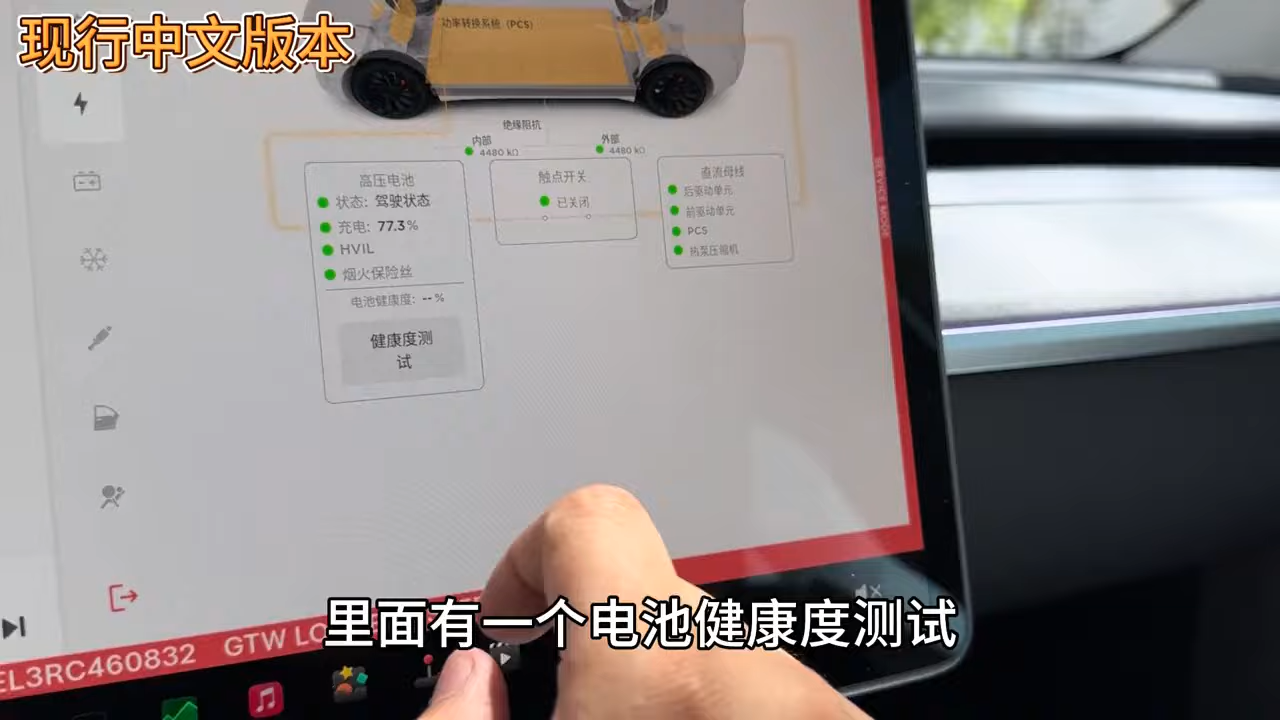 现行中文版本
功率转换系统（PCS）
绝缘阻抗
内部
4480 kΩ
外部
4480 kΩ
高压电池
状态：驾驶状态
充电：77.3%
HVIL
烟火保险丝
电池健康度：--%
健康度测
试
触点开关
已关闭
直流母线
后驱动单元
前驱动单元
PCS
热泵压缩机
SERVICE MODE
里面有一个电池健康度测试
EL3RC460832 GTW LO